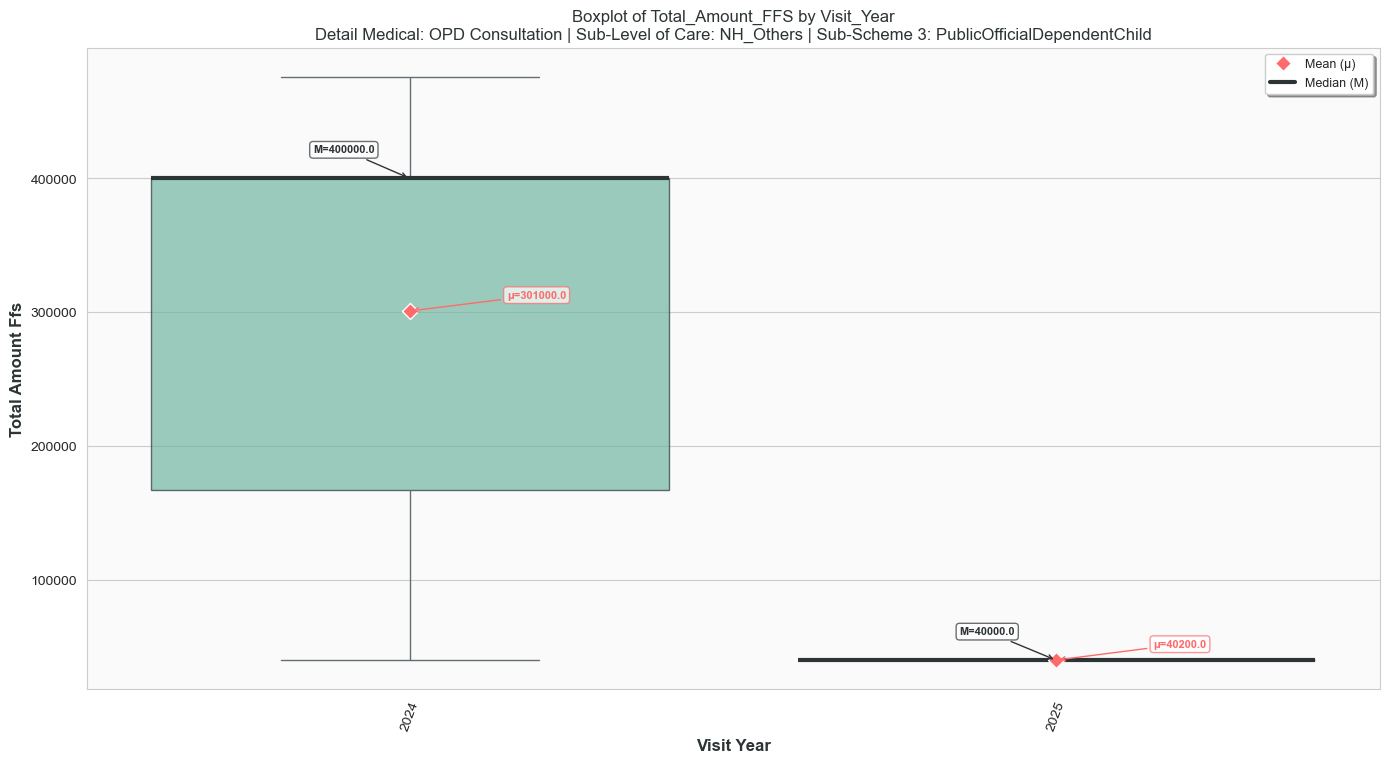 Boxplot of Total_Amount_FFS by Visit_Year
Detail Medical: OPD Consultation | Sub-Level of Care: NH_Others | Sub-Scheme 3: PublicOfficialDependentChild
Mean (μ)
Median (M)
M=400000.0
μ=301000.0
M=40000.0
μ=40200.0
400000
300000
200000
100000
Total Amount Ffs
2024
2025
Visit Year